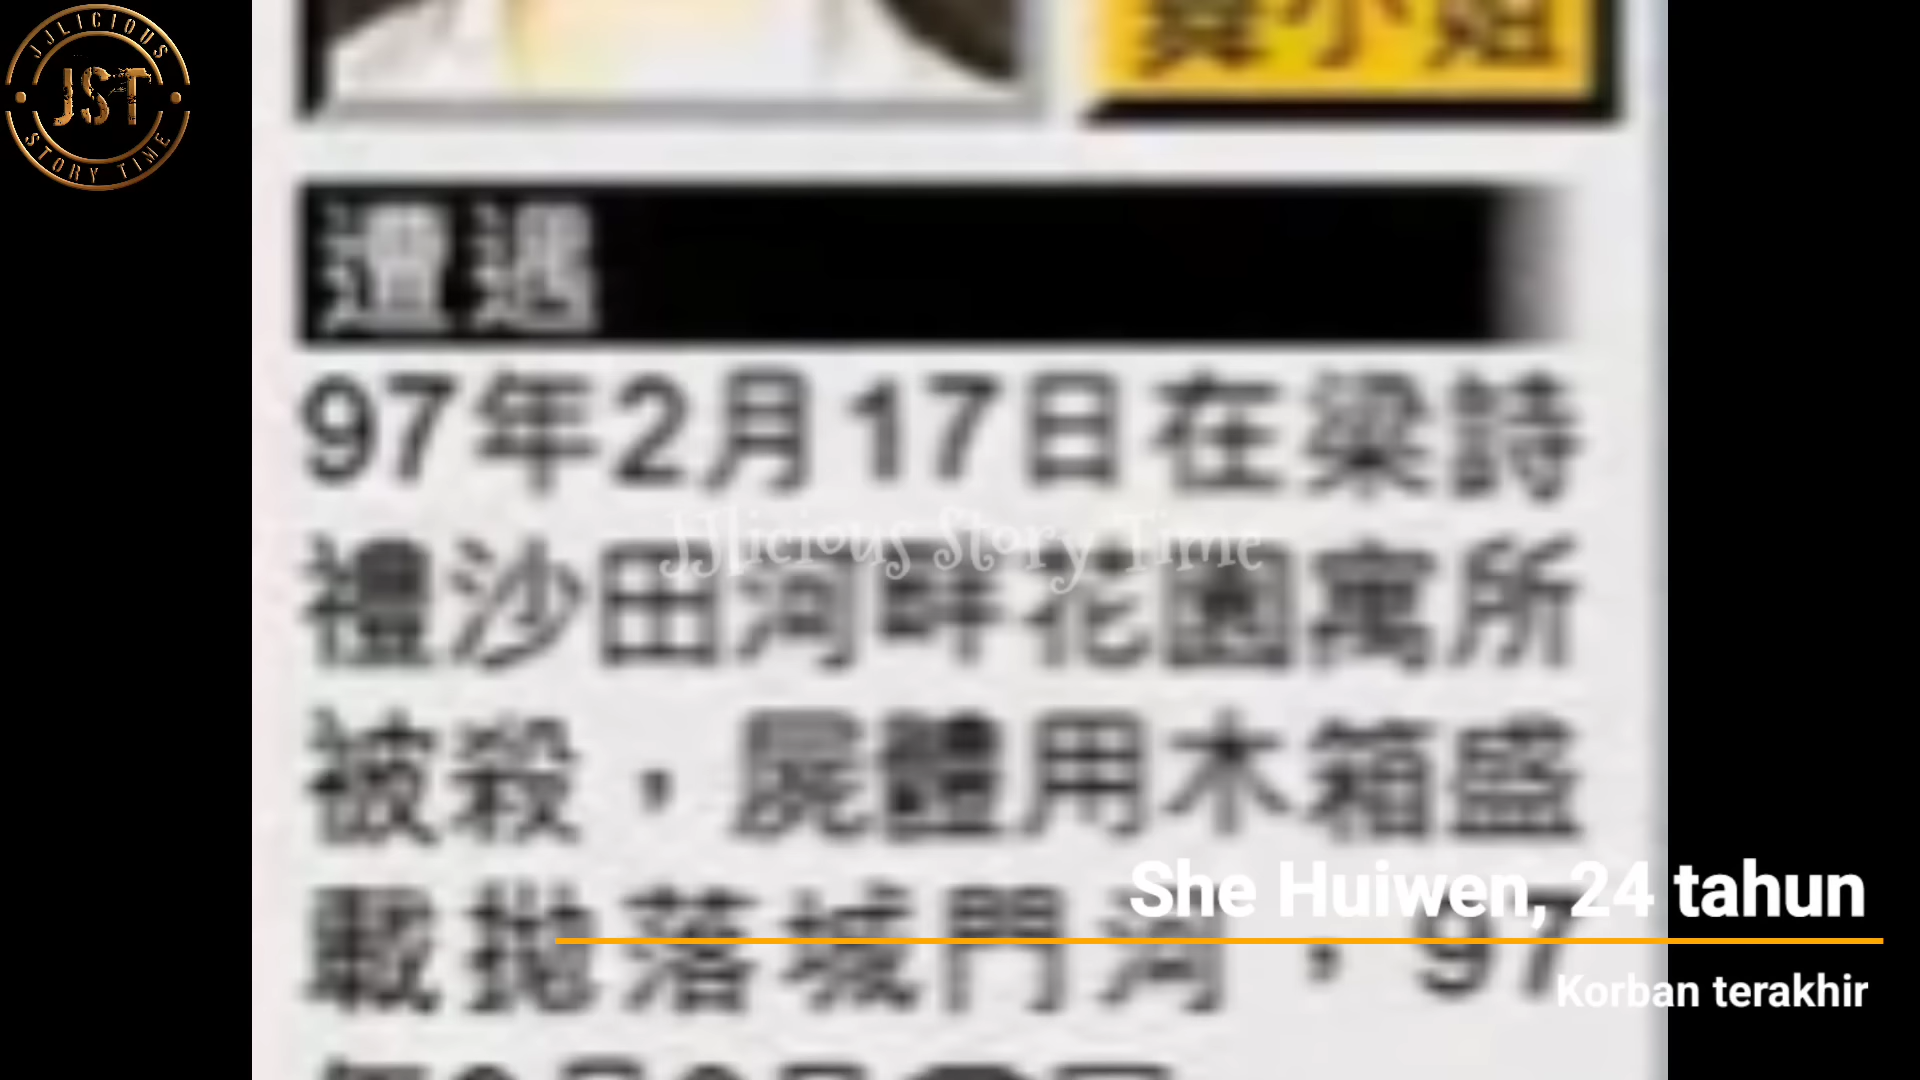 JJLICIOUS
JST
STORY TIME
小姐
遭遇
97年2月17日在梁詩
禮沙田河畔花園寓所
JJlicious Story Time
被殺，屍體用木箱盛
載拋落城門河，97
She Huiwen, 24 tahun
Korban terakhir